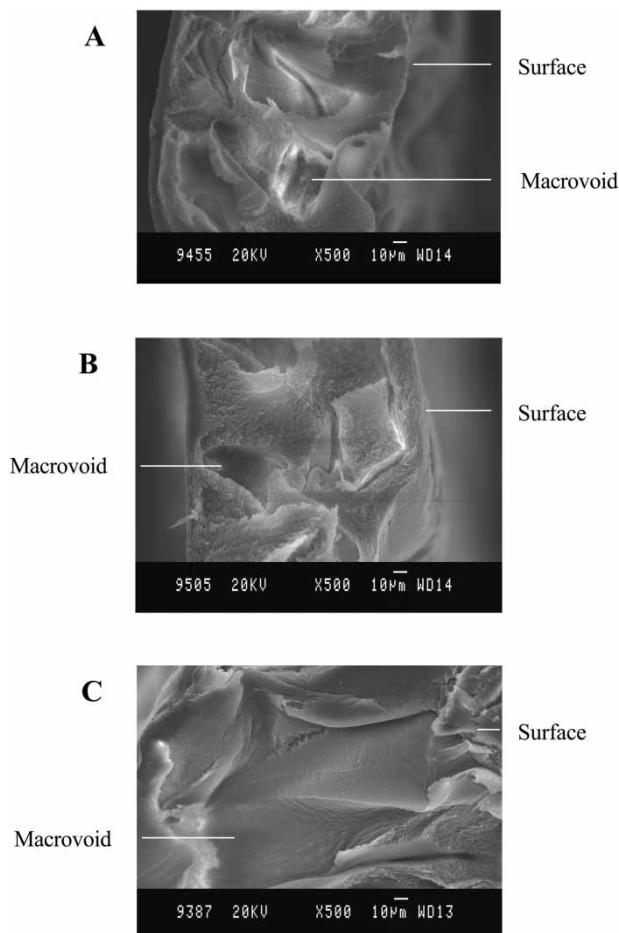 A
Surface
Macrovoid
9455 20KV X500 10µm WD14
B
Surface
Macrovoid
9505 20KV X500 10µm WD14
C
Surface
Macrovoid
9387 20KV X500 10µm WD13